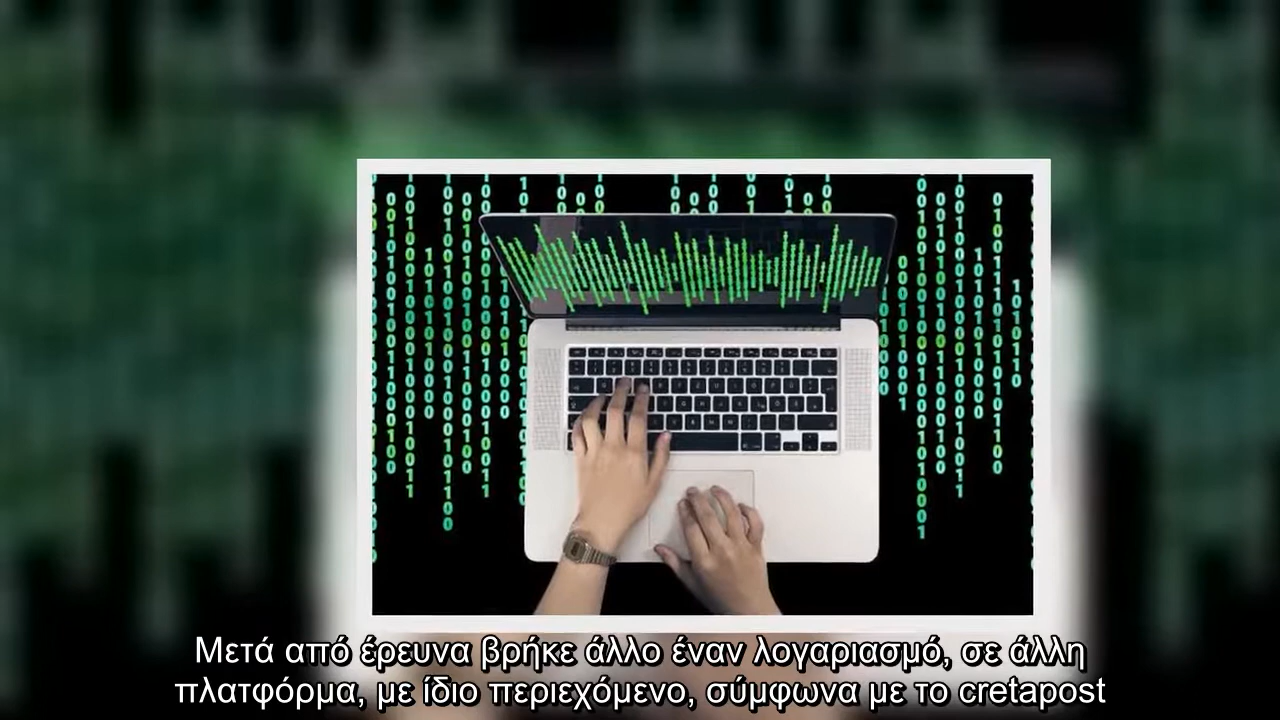 Μετά από έρευνα βρήκε άλλο έναν λογαριασμό, σε άλλη
πλατφόρμα, με ίδιο περιεχόμενο, σύμφωνα με το cretapost